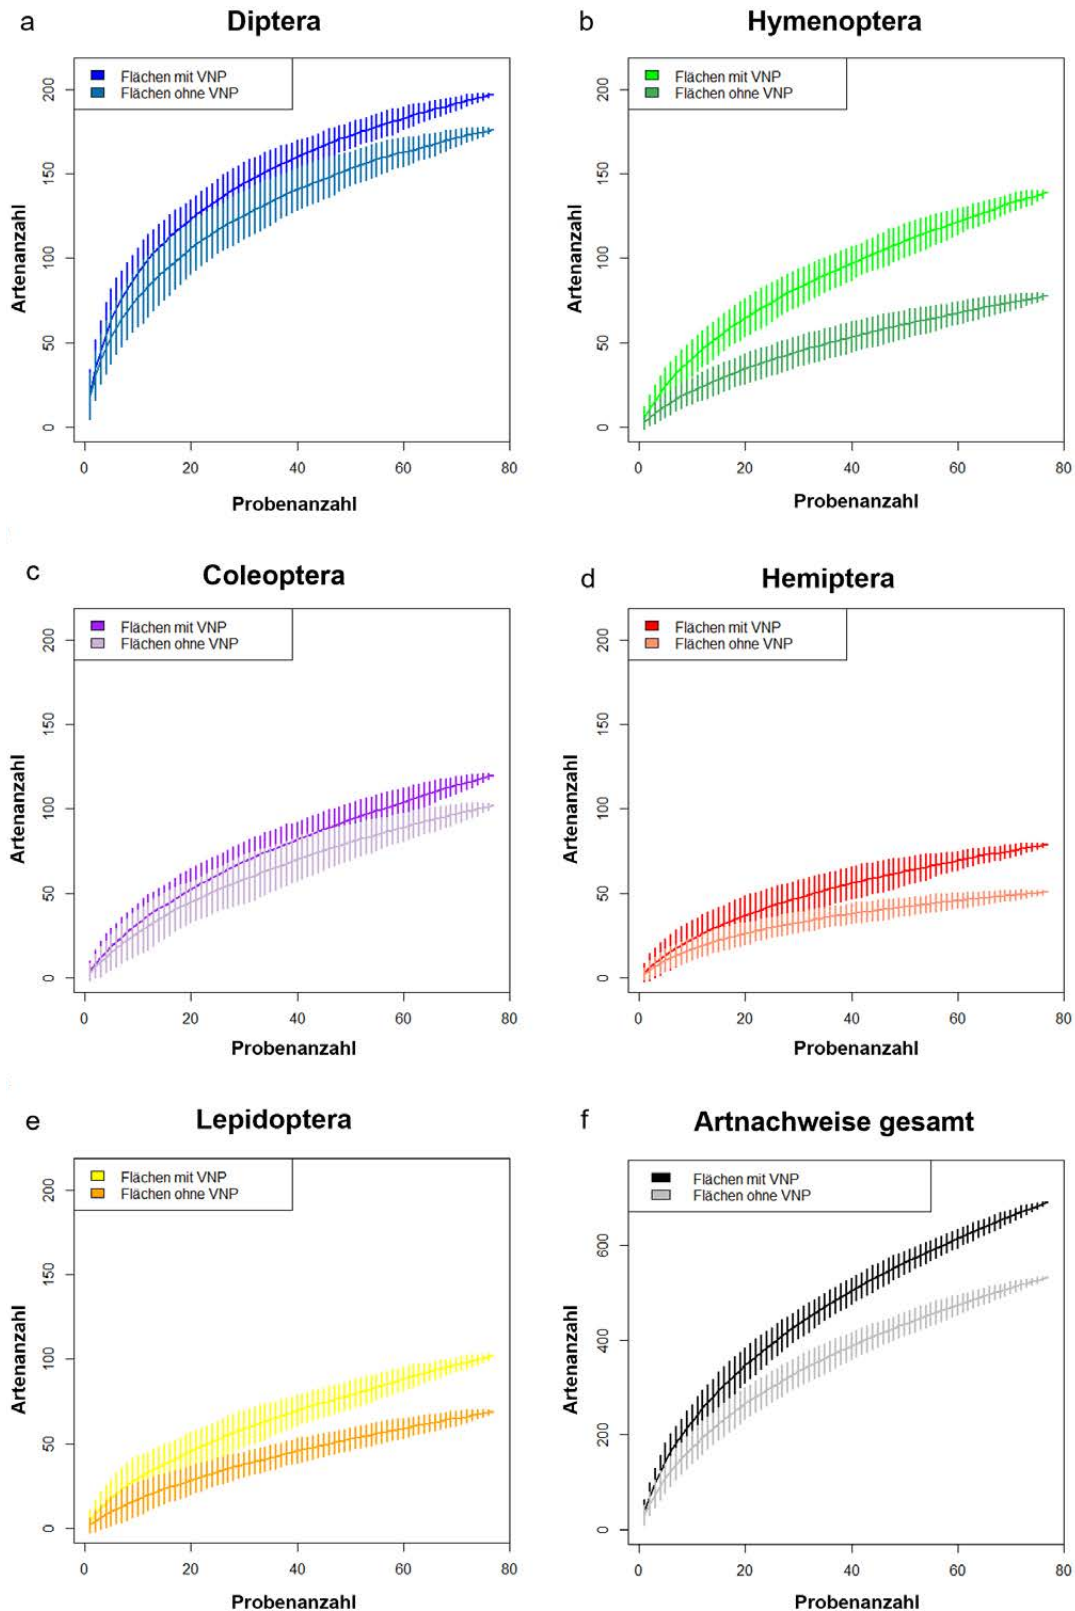 a
Diptera
Flächen mit VNP
Flächen ohne VNP
Artenanzahl
0
50
100
150
200
0
20
40
60
80
Probenanzahl
b
Hymenoptera
Flächen mit VNP
Flächen ohne VNP
Artenanzahl
0
50
100
150
200
0
20
40
60
80
Probenanzahl
c
Coleoptera
Flächen mit VNP
Flächen ohne VNP
Artenanzahl
0
50
100
150
200
0
20
40
60
80
Probenanzahl
d
Hemiptera
Flächen mit VNP
Flächen ohne VNP
Artenanzahl
0
50
100
150
200
0
20
40
60
80
Probenanzahl
e
Lepidoptera
Flächen mit VNP
Flächen ohne VNP
Artenanzahl
0
50
100
150
200
0
20
40
60
80
Probenanzahl
f
Artnachweise gesamt
Flächen mit VNP
Flächen ohne VNP
Artenanzahl
0
200
400
600
0
20
40
60
80
Probenanzahl